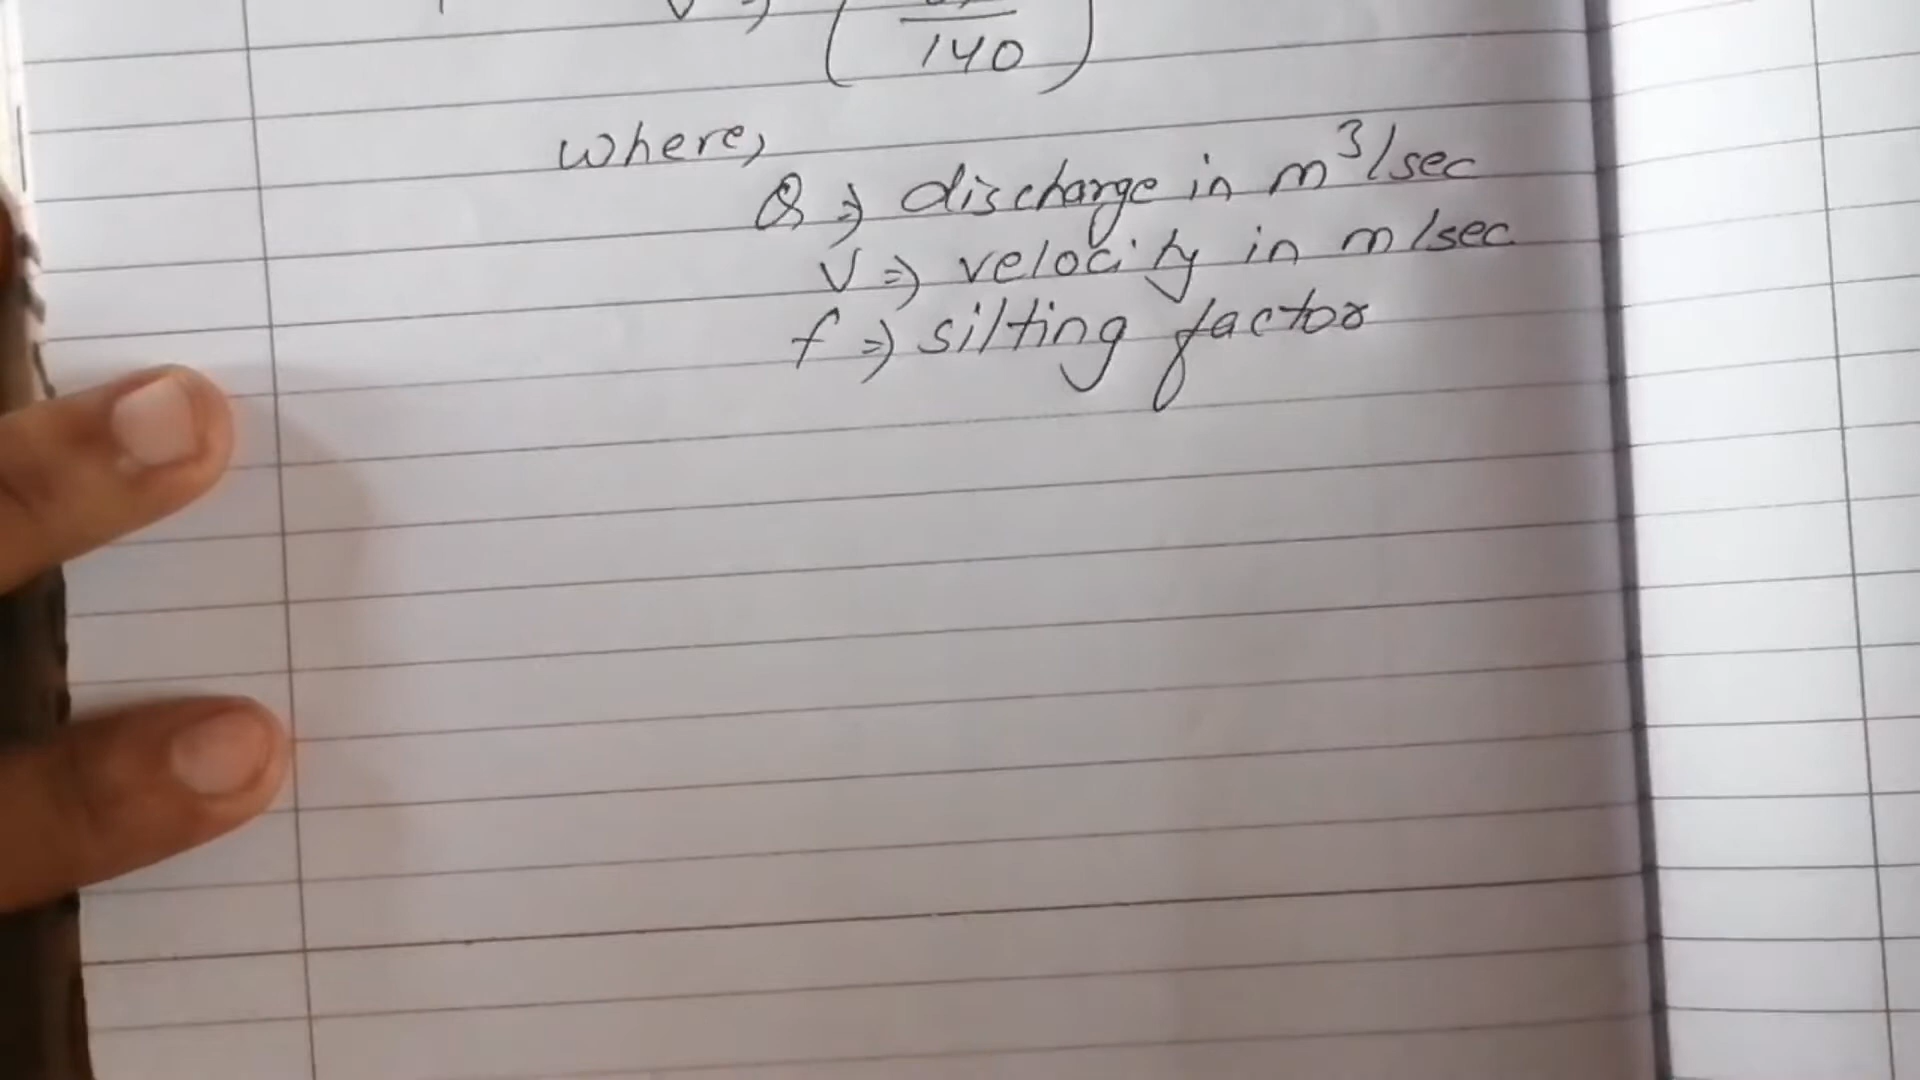 V => (
140 )
where,
Q => discharge in m³/sec
V => velocity in m/sec
f => silting factor